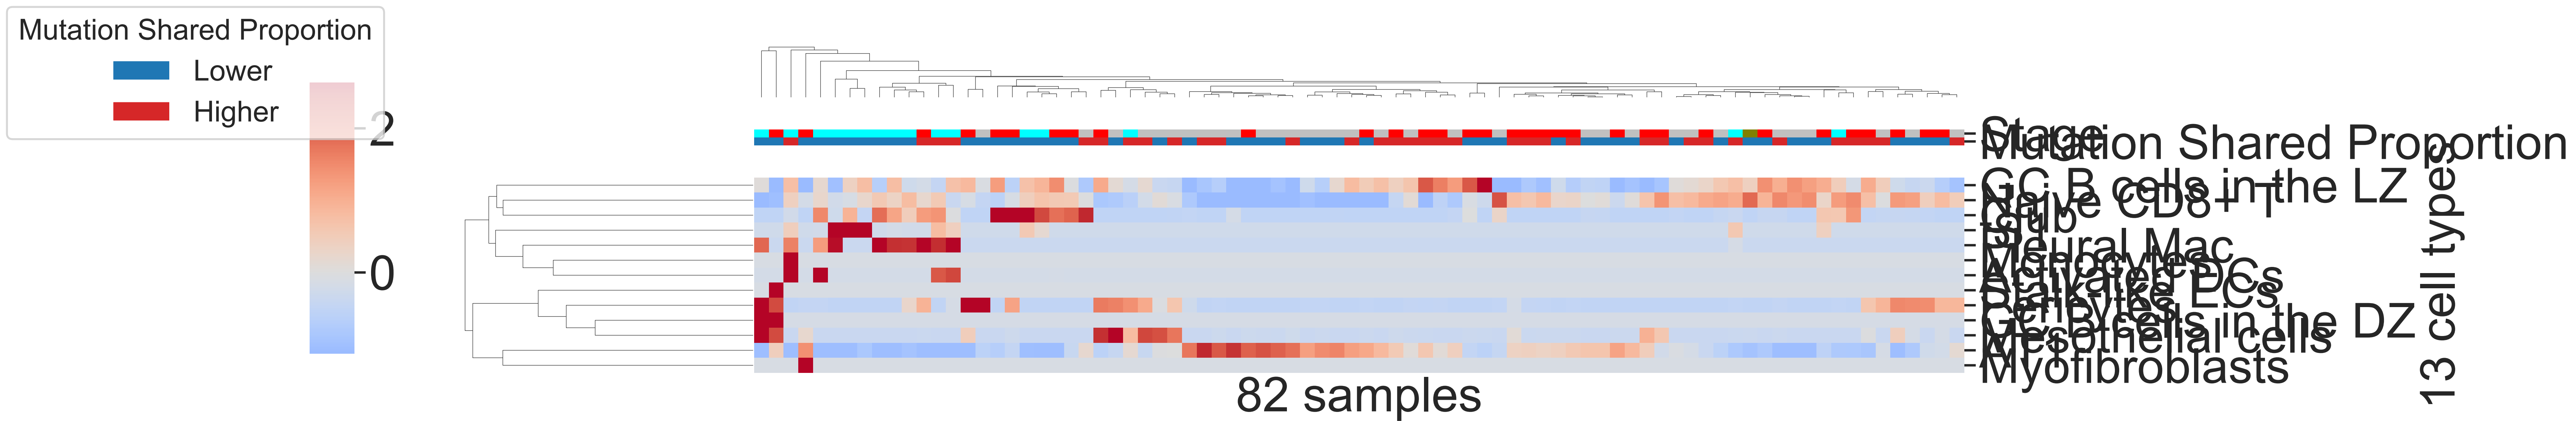 Mutation Shared Proportion
Lower
Higher
2
0
Stage
Mutation Shared Proportion
GC B cells in the LZ
Naive CD8+ T
Pleural Mac
Monocytes
Activated DCs
Stalk-like ECs
Pericytes
GC B cells in the DZ
Mesothelial cells
AT1
Myofibroblasts
13 cell types
82 samples